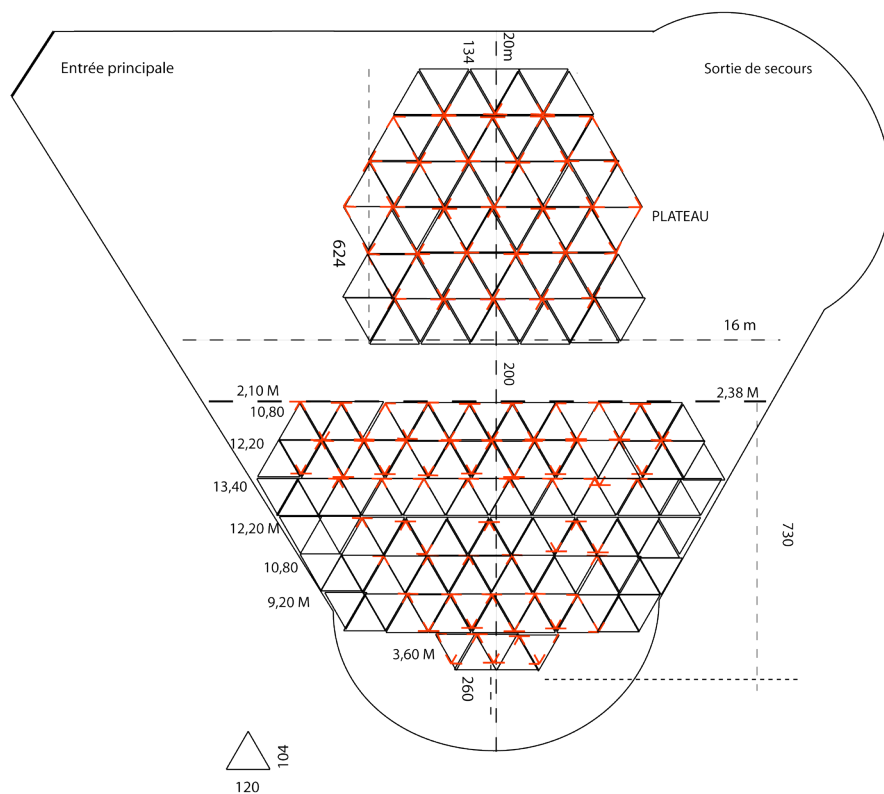 20m
134
Entrée principale
Sortie de secours
PLATEAU
624
16 m
200
2,10 M
2,38 M
10,80
12,20
13,40
12,20 M
730
10,80
9,20 M
3,60 M
260
104
120